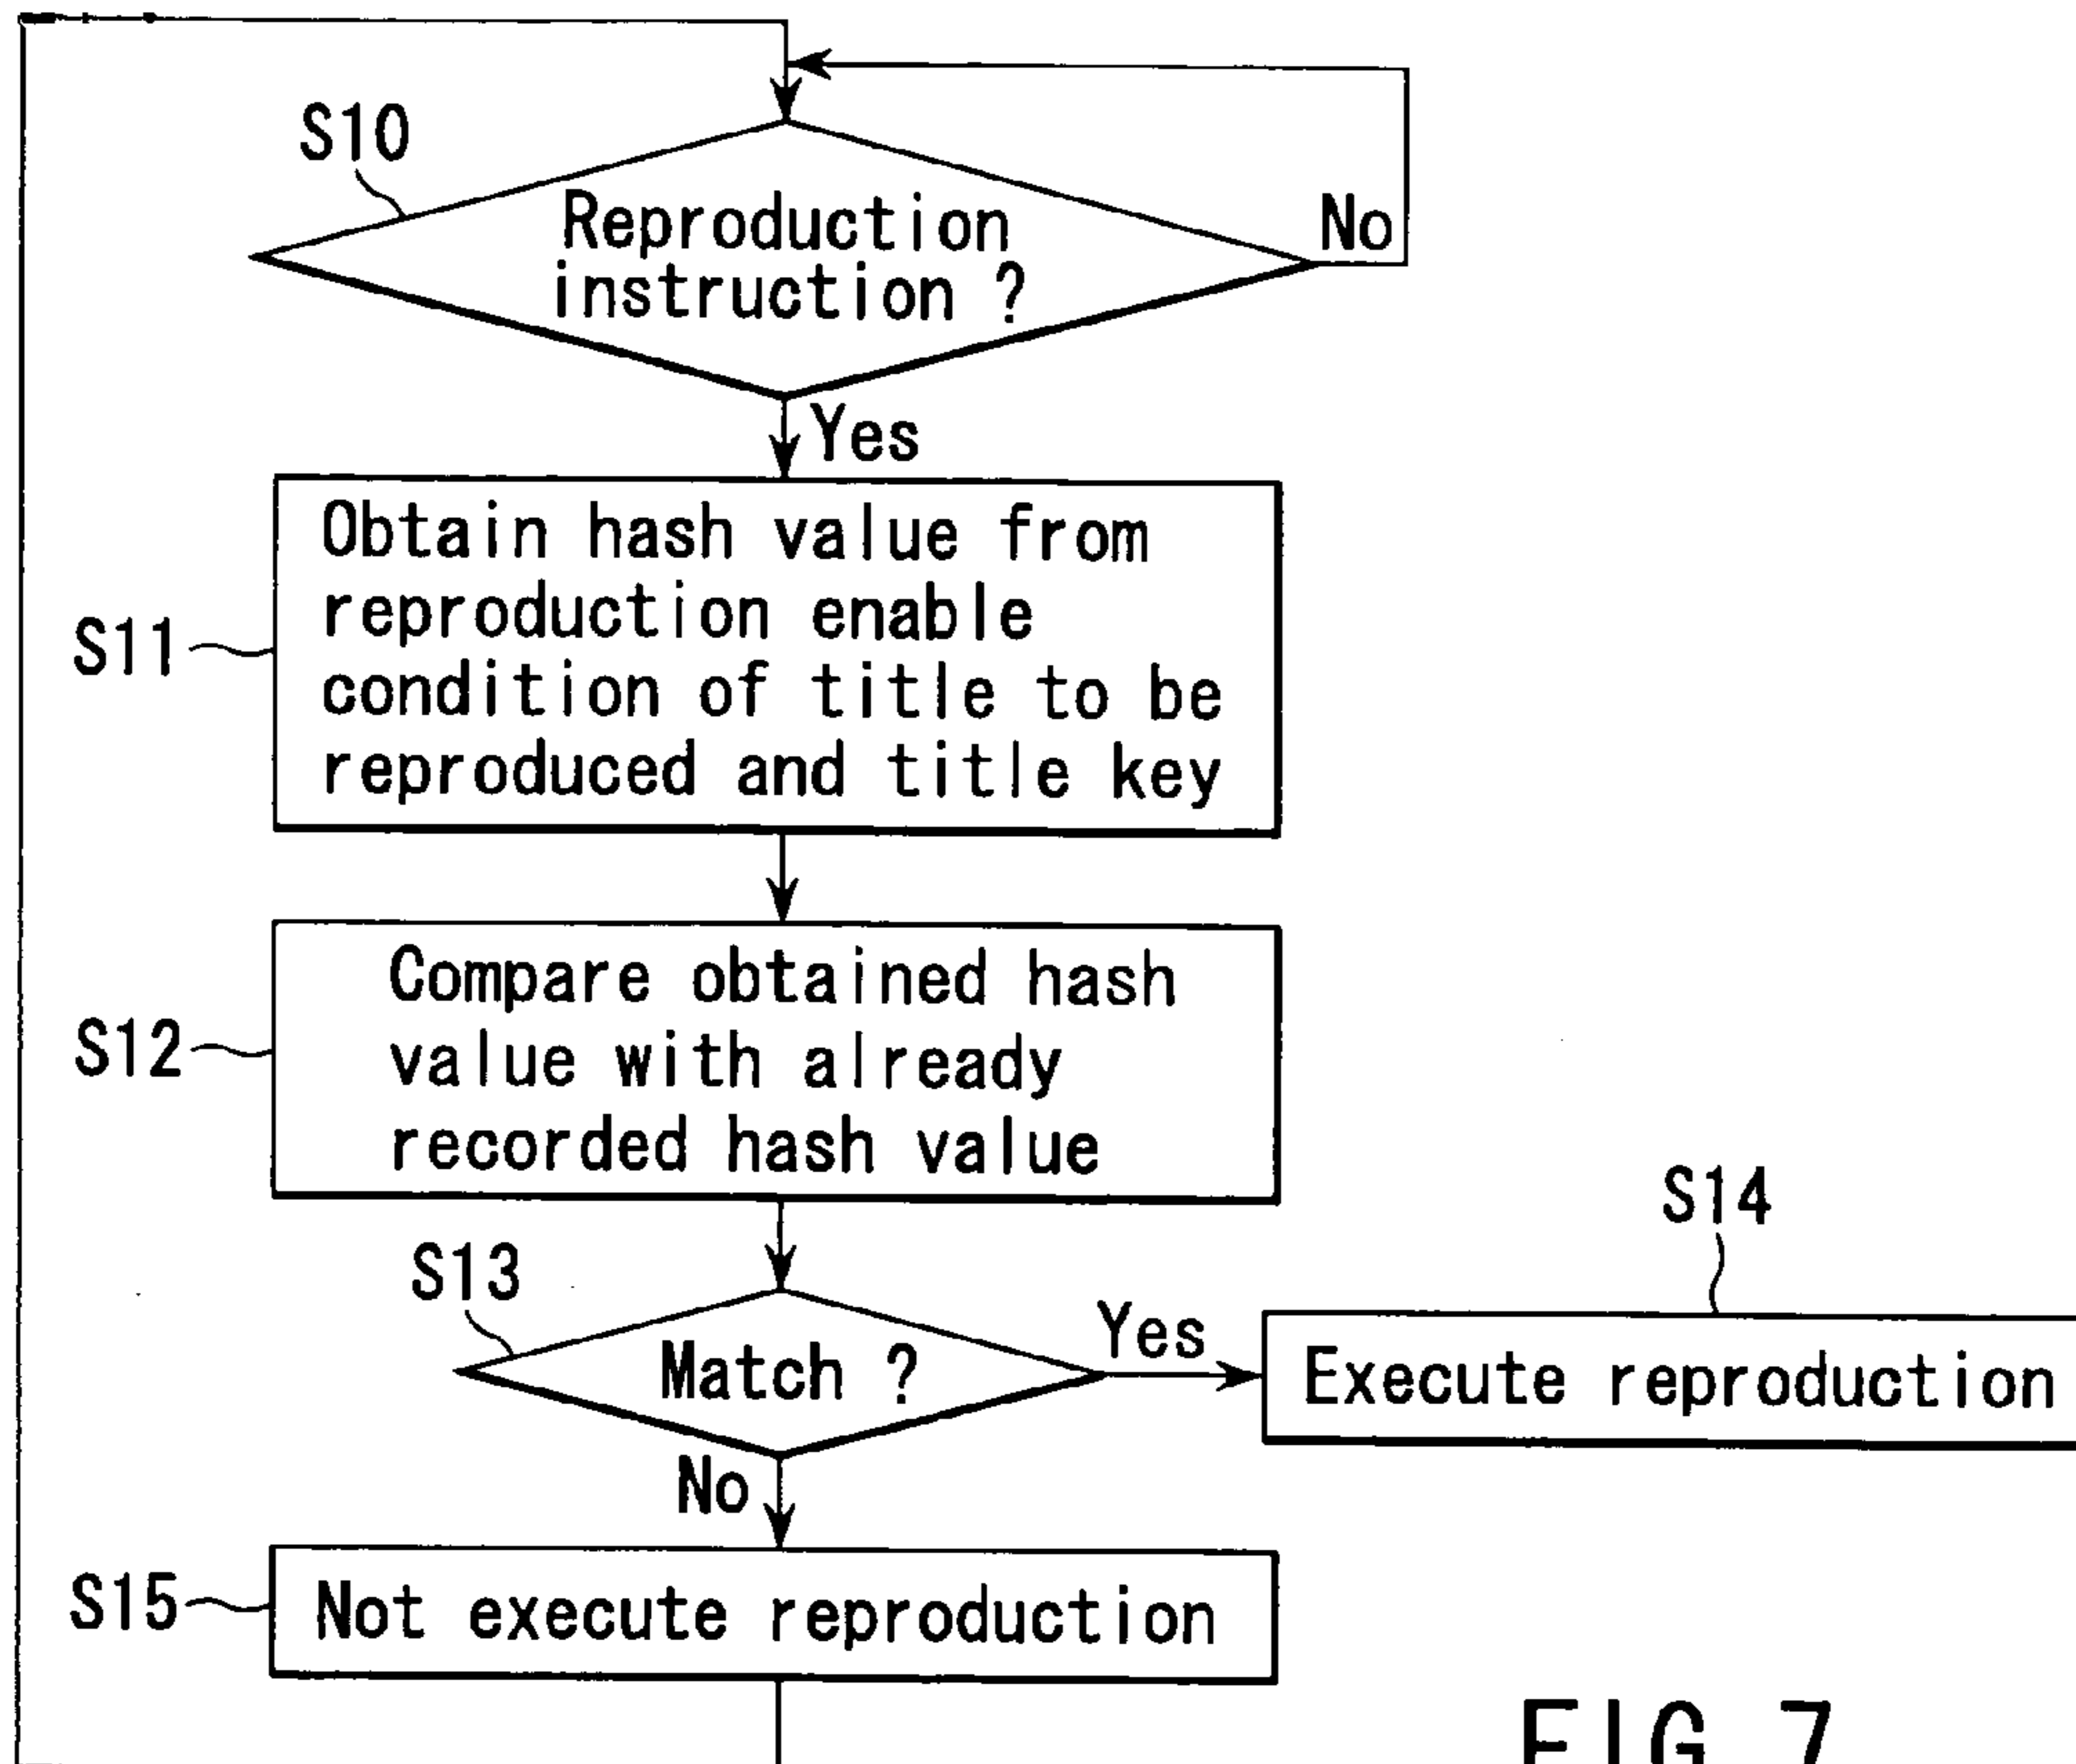 S10
Reproduction
instruction ?
No
Yes
S11
Obtain hash value from
reproduction enable
condition of title to be
reproduced and title key
S12
Compare obtained hash
value with already
recorded hash value
S13
Match ?
Yes
S14
Execute reproduction
No
S15
Not execute reproduction
FIG. 7